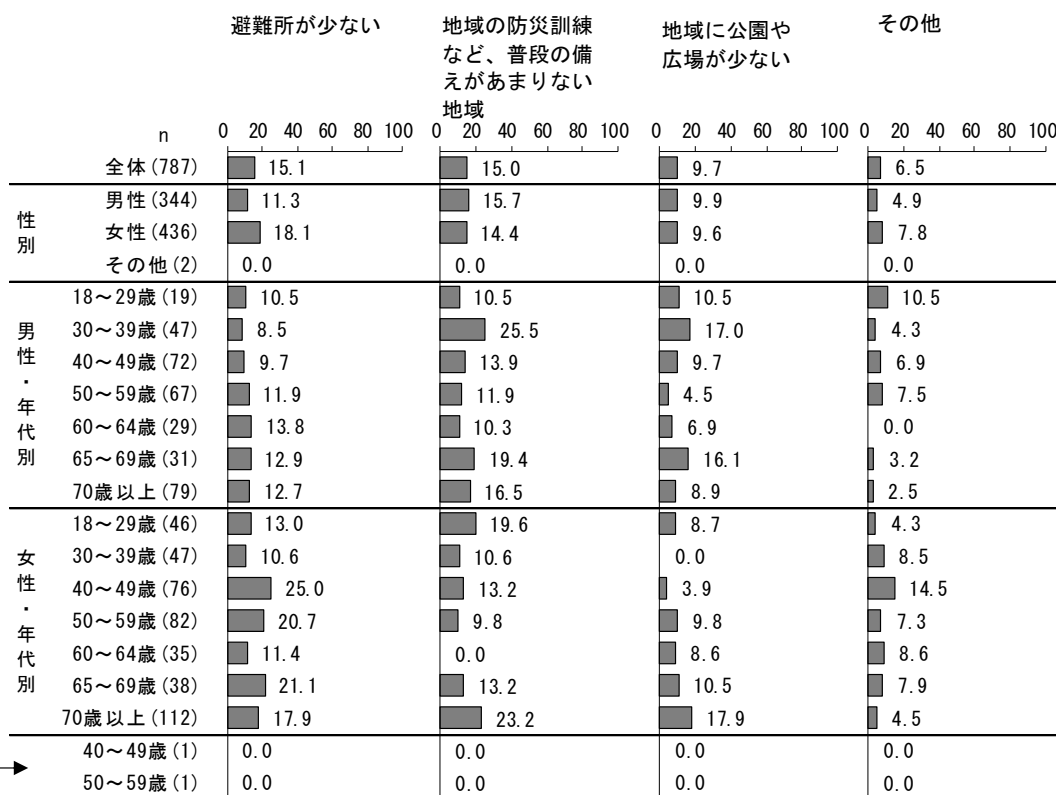 避難所が少ない
地域の防災訓練
など、普段の備
えがあまりない
地域
地域に公園や
広場が少ない
その他
n
0 20 40 60 80 100 0 20 40 60 80 100 0 20 40 60 80 100 0 20 40 60 80 100
全体(787) 15.1 15.0 9.7 6.5
性別
男性(344) 11.3 15.7 9.9 4.9
女性(436) 18.1 14.4 9.6 7.8
その他(2) 0.0 0.0 0.0 0.0
男性・年代別
18～29歳(19) 10.5 10.5 10.5 10.5
30～39歳(47) 8.5 25.5 17.0 4.3
40～49歳(72) 9.7 13.9 9.7 6.9
50～59歳(67) 11.9 11.9 4.5 7.5
60～64歳(29) 13.8 10.3 6.9 0.0
65～69歳(31) 12.9 19.4 16.1 3.2
70歳以上(79) 12.7 16.5 8.9 2.5
女性・年代別
18～29歳(46) 13.0 19.6 8.7 4.3
30～39歳(47) 10.6 10.6 0.0 8.5
40～49歳(76) 25.0 13.2 3.9 14.5
50～59歳(82) 20.7 9.8 9.8 7.3
60～64歳(35) 11.4 0.0 8.6 8.6
65～69歳(38) 21.1 13.2 10.5 7.9
70歳以上(112) 17.9 23.2 17.9 4.5
40～49歳(1) 0.0 0.0 0.0 0.0
50～59歳(1) 0.0 0.0 0.0 0.0